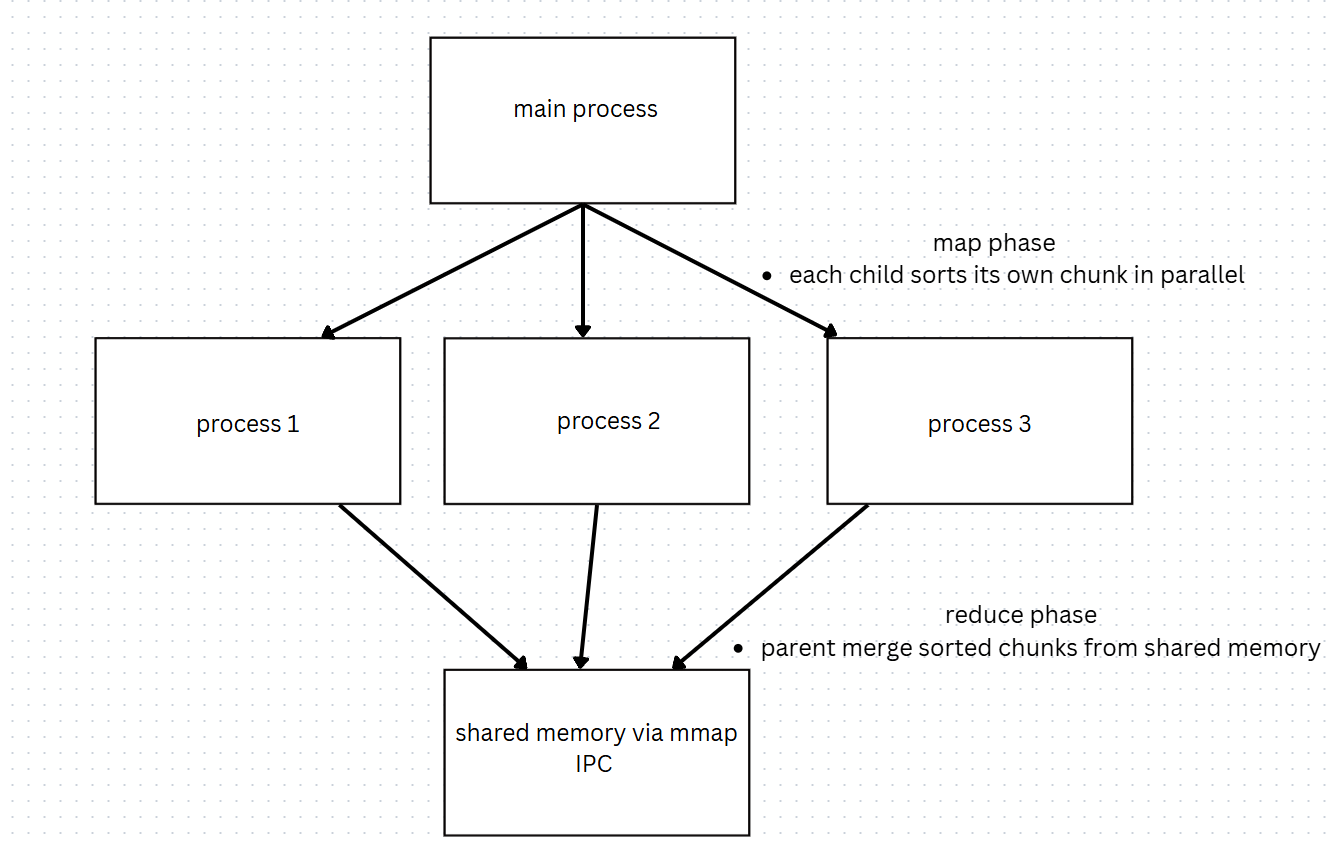 main process
map phase
• each child sorts its own chunk in parallel
process 1
process 2
process 3
reduce phase
• parent merge sorted chunks from shared memory
shared memory via mmap
IPC